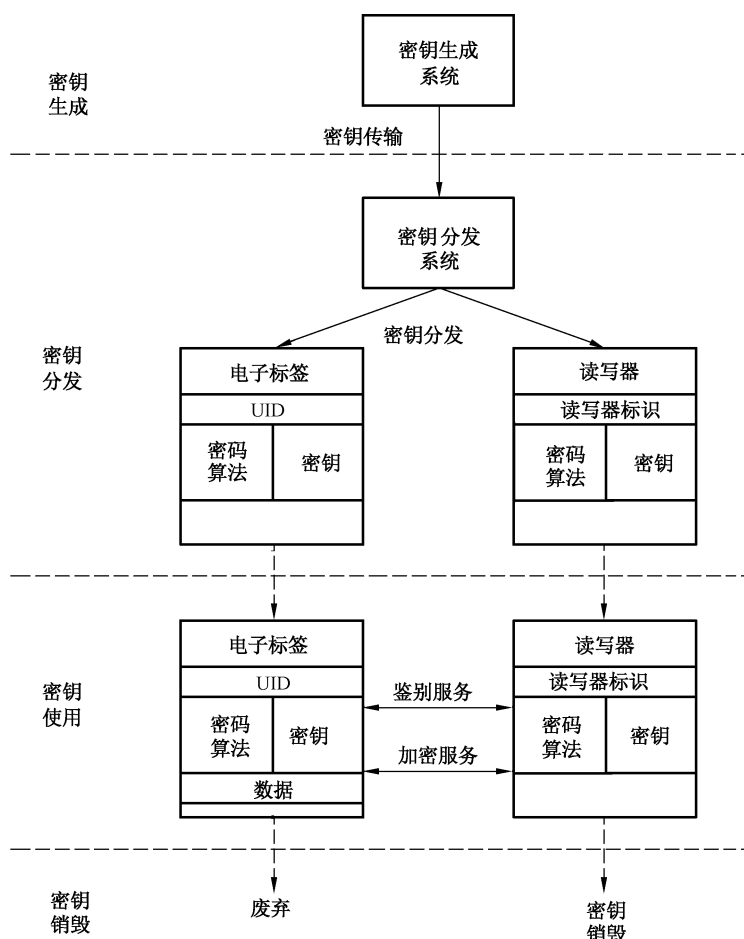 密钥生成
系统
密钥
生成
密钥传输
密钥分发
系统
密钥分发
密钥
分发
电子标签
UID
密码
算法
密钥
读写器
读写器标识
密码
算法
密钥
密钥
使用
电子标签
UID
密码
算法
密钥
数据
鉴别服务
加密服务
读写器
读写器标识
密码
算法
密钥
密钥
销毁
废弃
密钥
销毁